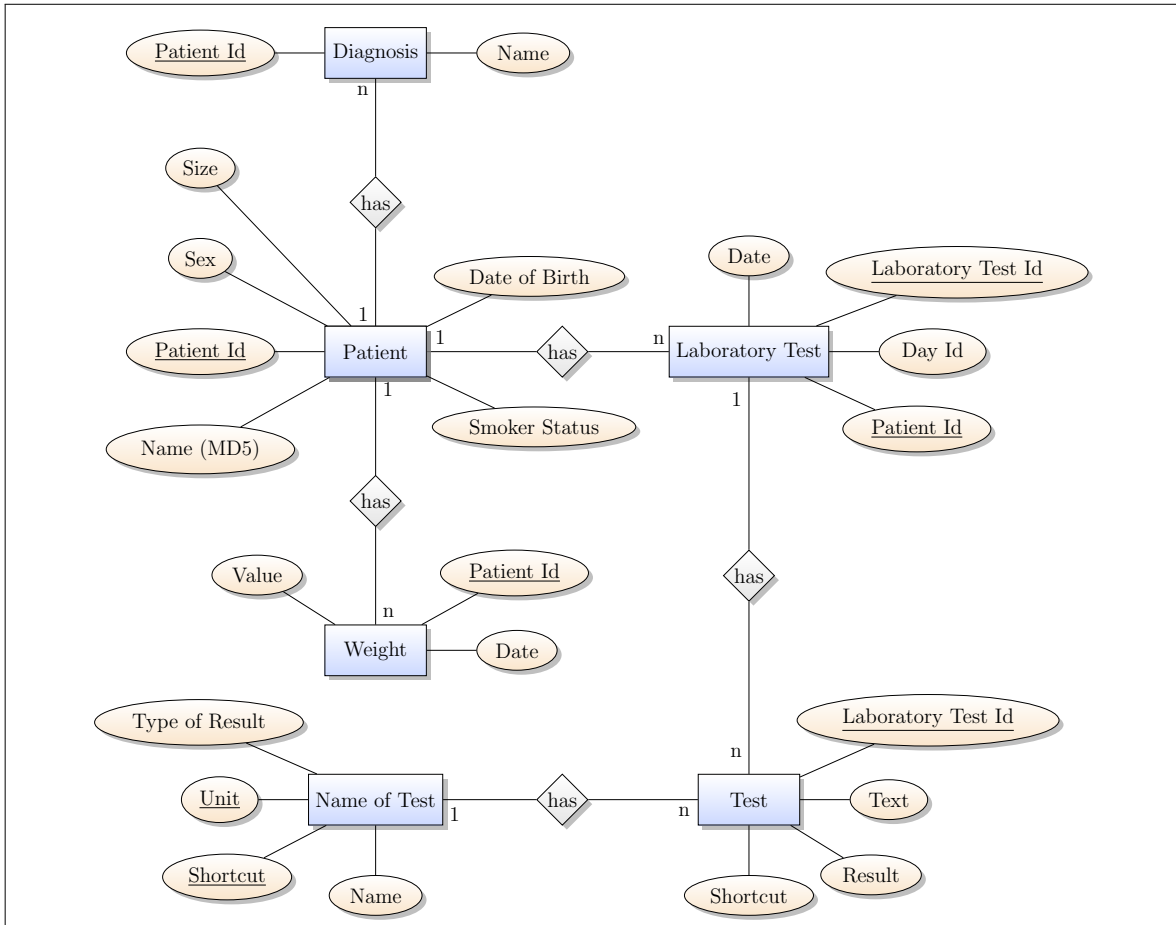 Patient Id
Diagnosis
Name
n
has
Size
Sex
Date of Birth
Date
Laboratory Test Id
1
Patient Id
Patient
1
has
n
Laboratory Test
Day Id
1
1
Name (MD5)
Smoker Status
Patient Id
has
Value
Patient Id
has
n
Weight
Date
Type of Result
Laboratory Test Id
n
Unit
Name of Test
1
has
n
Test
Text
Shortcut
Name
Shortcut
Result